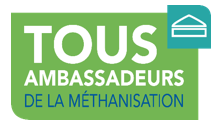 TOUS
AMBASSADEURS
DE LA MÉTHANISATION